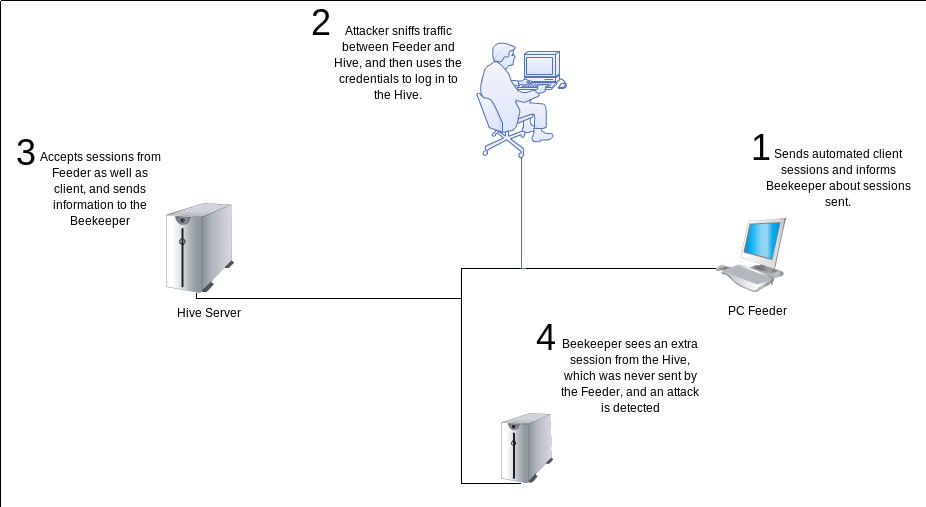 2
Attacker sniffs traffic
between Feeder and
Hive, and then uses the
credentials to log in to
the Hive.
3
Accepts sessions from
Feeder as well as
client, and sends
information to the
Beekeeper
1
Sends automated client
sessions and informs
Beekeeper about sessions
sent.
Hive Server
PC Feeder
4
Beekeeper sees an extra
session from the Hive,
which was never sent by
the Feeder, and an attack
is detected